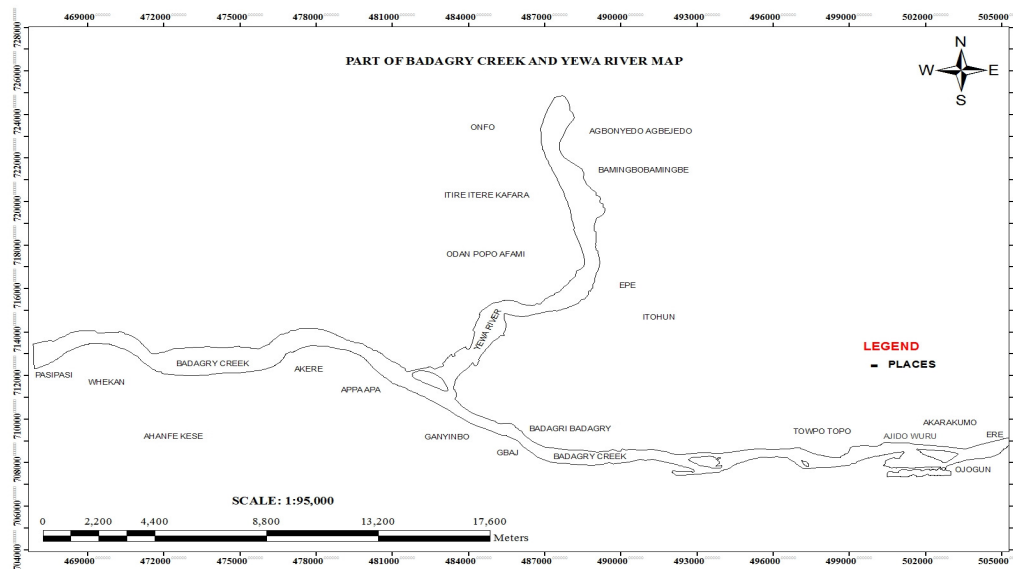 469000 472000 475000 478000 481000 484000 487000 490000 493000 496000 499000 502000 505000
728000
726000
724000
722000
720000
718000
716000
714000
712000
710000
708000
706000
704000
PART OF BADAGRY CREEK AND YEWA RIVER MAP
N
W E
S
ONFO
AGBONYEDO AGBEJEDO
BAMINGBOBAMINGBE
ITIRE ITERE KAFARA
ODAN POPO AFAMI
EPE
ITOHUN
YEWA RIVER
LEGEND
PLACES
BADAGRY CREEK
AKERE
PASIPASI
WHEKAN
APPA APA
AHANFE KESE
GANYINBO
BADAGRI BADAGRY
GBAJ
BADAGRY CREEK
TOWPO TOPO
AKARAKUMO
AJIDO WURU
ERE
OJOGUN
SCALE: 1:95,000
0 2,200 4,400 8,800 13,200 17,600
Meters
469000 472000 475000 478000 481000 484000 487000 490000 493000 496000 499000 502000 505000